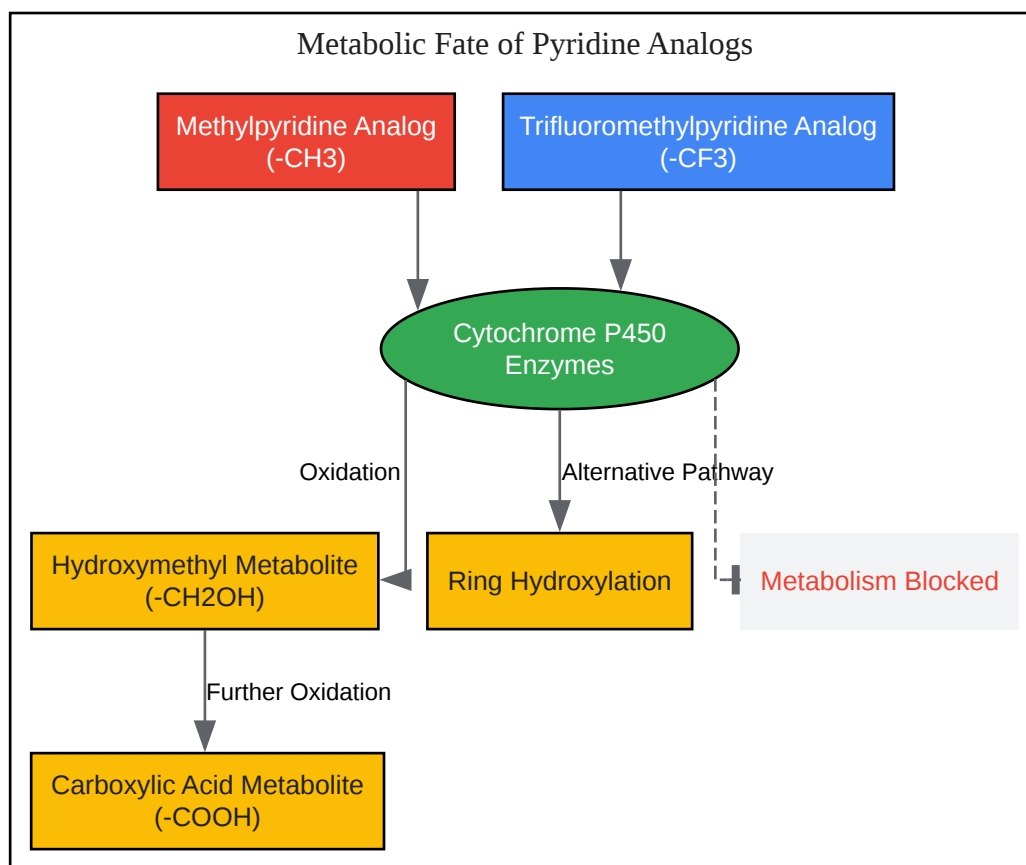 Metabolic Fate of Pyridine Analogs
Methylpyridine Analog
(-CH3)
Trifluoromethylpyridine Analog
(-CF3)
Cytochrome P450
Enzymes
Oxidation
Alternative Pathway
Hydroxymethyl Metabolite
(-CH2OH)
Ring Hydroxylation
Metabolism Blocked
Further Oxidation
Carboxylic Acid Metabolite
(-COOH)